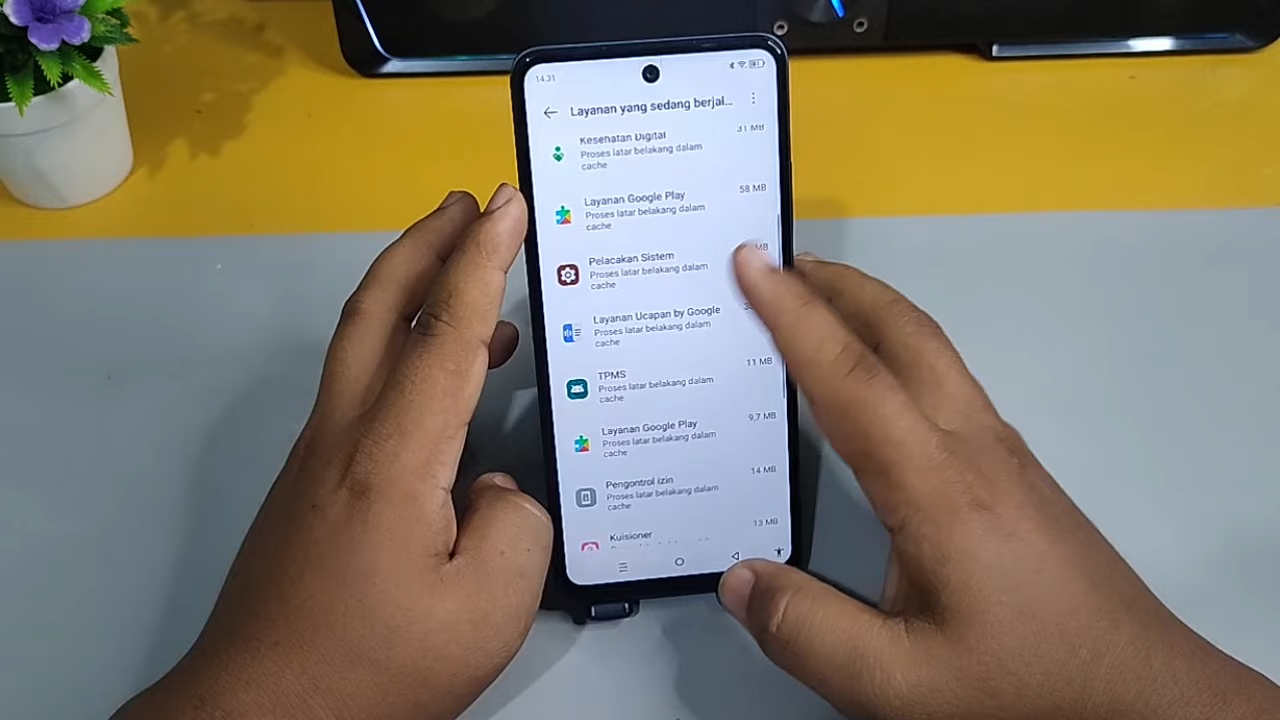 14.31
Layanan yang sedang berjal...
Kesehatan Digital
31 MB
Proses latar belakang dalam
cache
Layanan Google Play
58 MB
Proses latar belakang dalam
cache
Pelacakan Sistem
MB
Proses latar belakang dalam
cache
Layanan Ucapan by Google
Proses latar belakang dalam
cache
TPMS
11 MB
Proses latar belakang dalam
cache
Layanan Google Play
9,7 MB
Proses latar belakang dalam
cache
Pengontrol Izin
14 MB
Proses latar belakang dalam
cache
Kuisioner
13 MB